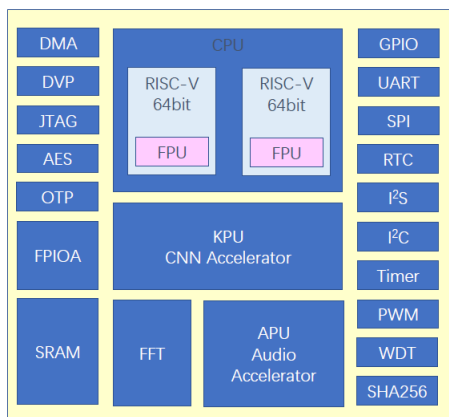 DMA
DVP
JTAG
AES
OTP
FPIOA
SRAM
CPU
RISC-V
64bit
FPU
RISC-V
64bit
FPU
KPU
CNN Accelerator
FFT
APU
Audio
Accelerator
GPIO
UART
SPI
RTC
I²S
I²C
Timer
PWM
WDT
SHA256